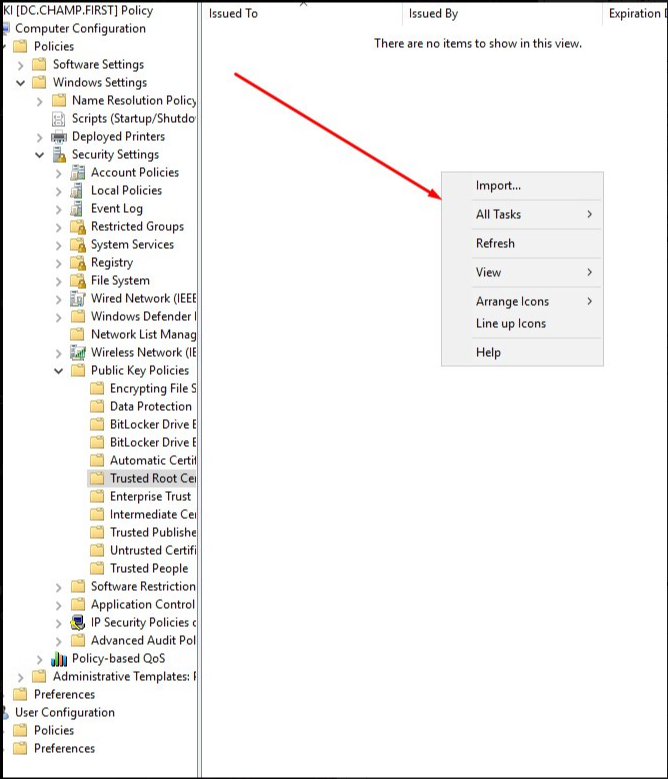 KI [DC.CHAMP.FIRST] Policy
Computer Configuration
Policies
Software Settings
Windows Settings
Name Resolution Policy
Scripts (Startup/Shutdo
Deployed Printers
Security Settings
Account Policies
Local Policies
Event Log
Restricted Groups
System Services
Registry
File System
Wired Network (IEEE
Windows Defender
Network List Manag
Wireless Network (IE
Public Key Policies
Encrypting File S
Data Protection
BitLocker Drive E
BitLocker Drive E
Automatic Certif
Trusted Root Cer
Enterprise Trust
Intermediate Cer
Trusted Publishe
Untrusted Certifi
Trusted People
Software Restriction
Application Control
IP Security Policies o
Advanced Audit Pol
Policy-based QoS
Administrative Templates: P
Preferences
User Configuration
Policies
Preferences
Issued To Issued By Expiration D
There are no items to show in this view.
Import...
All Tasks
Refresh
View
Arrange Icons
Line up Icons
Help